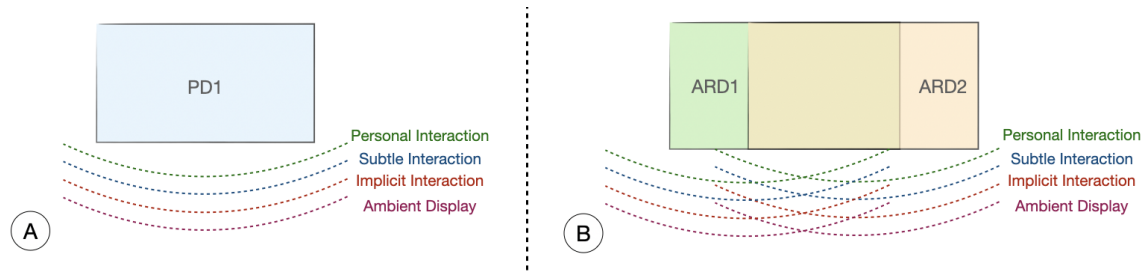 PD1
Personal Interaction
Subtle Interaction
Implicit Interaction
Ambient Display
A
ARD1
ARD2
Personal Interaction
Subtle Interaction
Implicit Interaction
Ambient Display
B